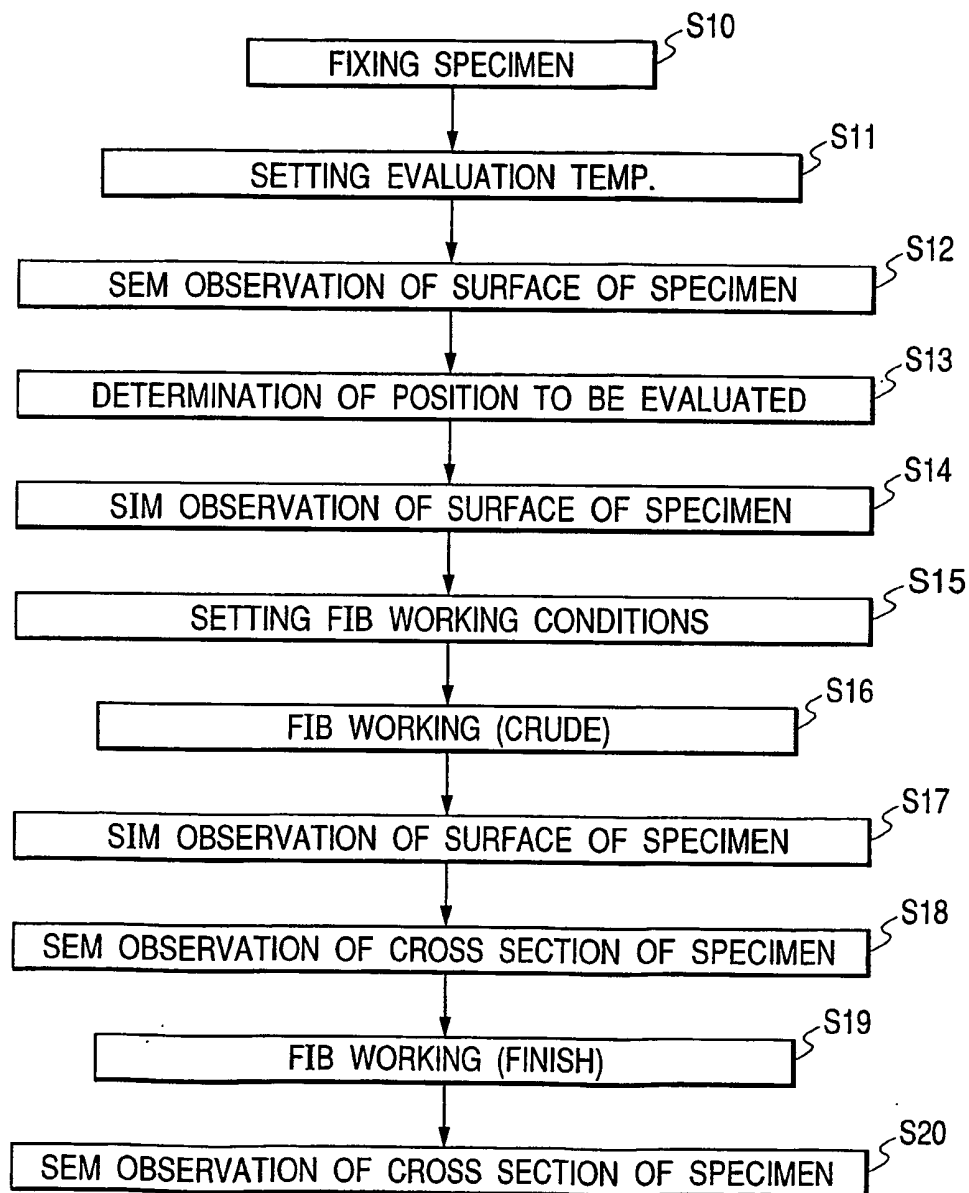 S10
FIXING SPECIMEN
S11
SETTING EVALUATION TEMP.
S12
SEM OBSERVATION OF SURFACE OF SPECIMEN
S13
DETERMINATION OF POSITION TO BE EVALUATED
S14
SIM OBSERVATION OF SURFACE OF SPECIMEN
S15
SETTING FIB WORKING CONDITIONS
S16
FIB WORKING (CRUDE)
S17
SIM OBSERVATION OF SURFACE OF SPECIMEN
S18
SEM OBSERVATION OF CROSS SECTION OF SPECIMEN
S19
FIB WORKING (FINISH)
S20
SEM OBSERVATION OF CROSS SECTION OF SPECIMEN